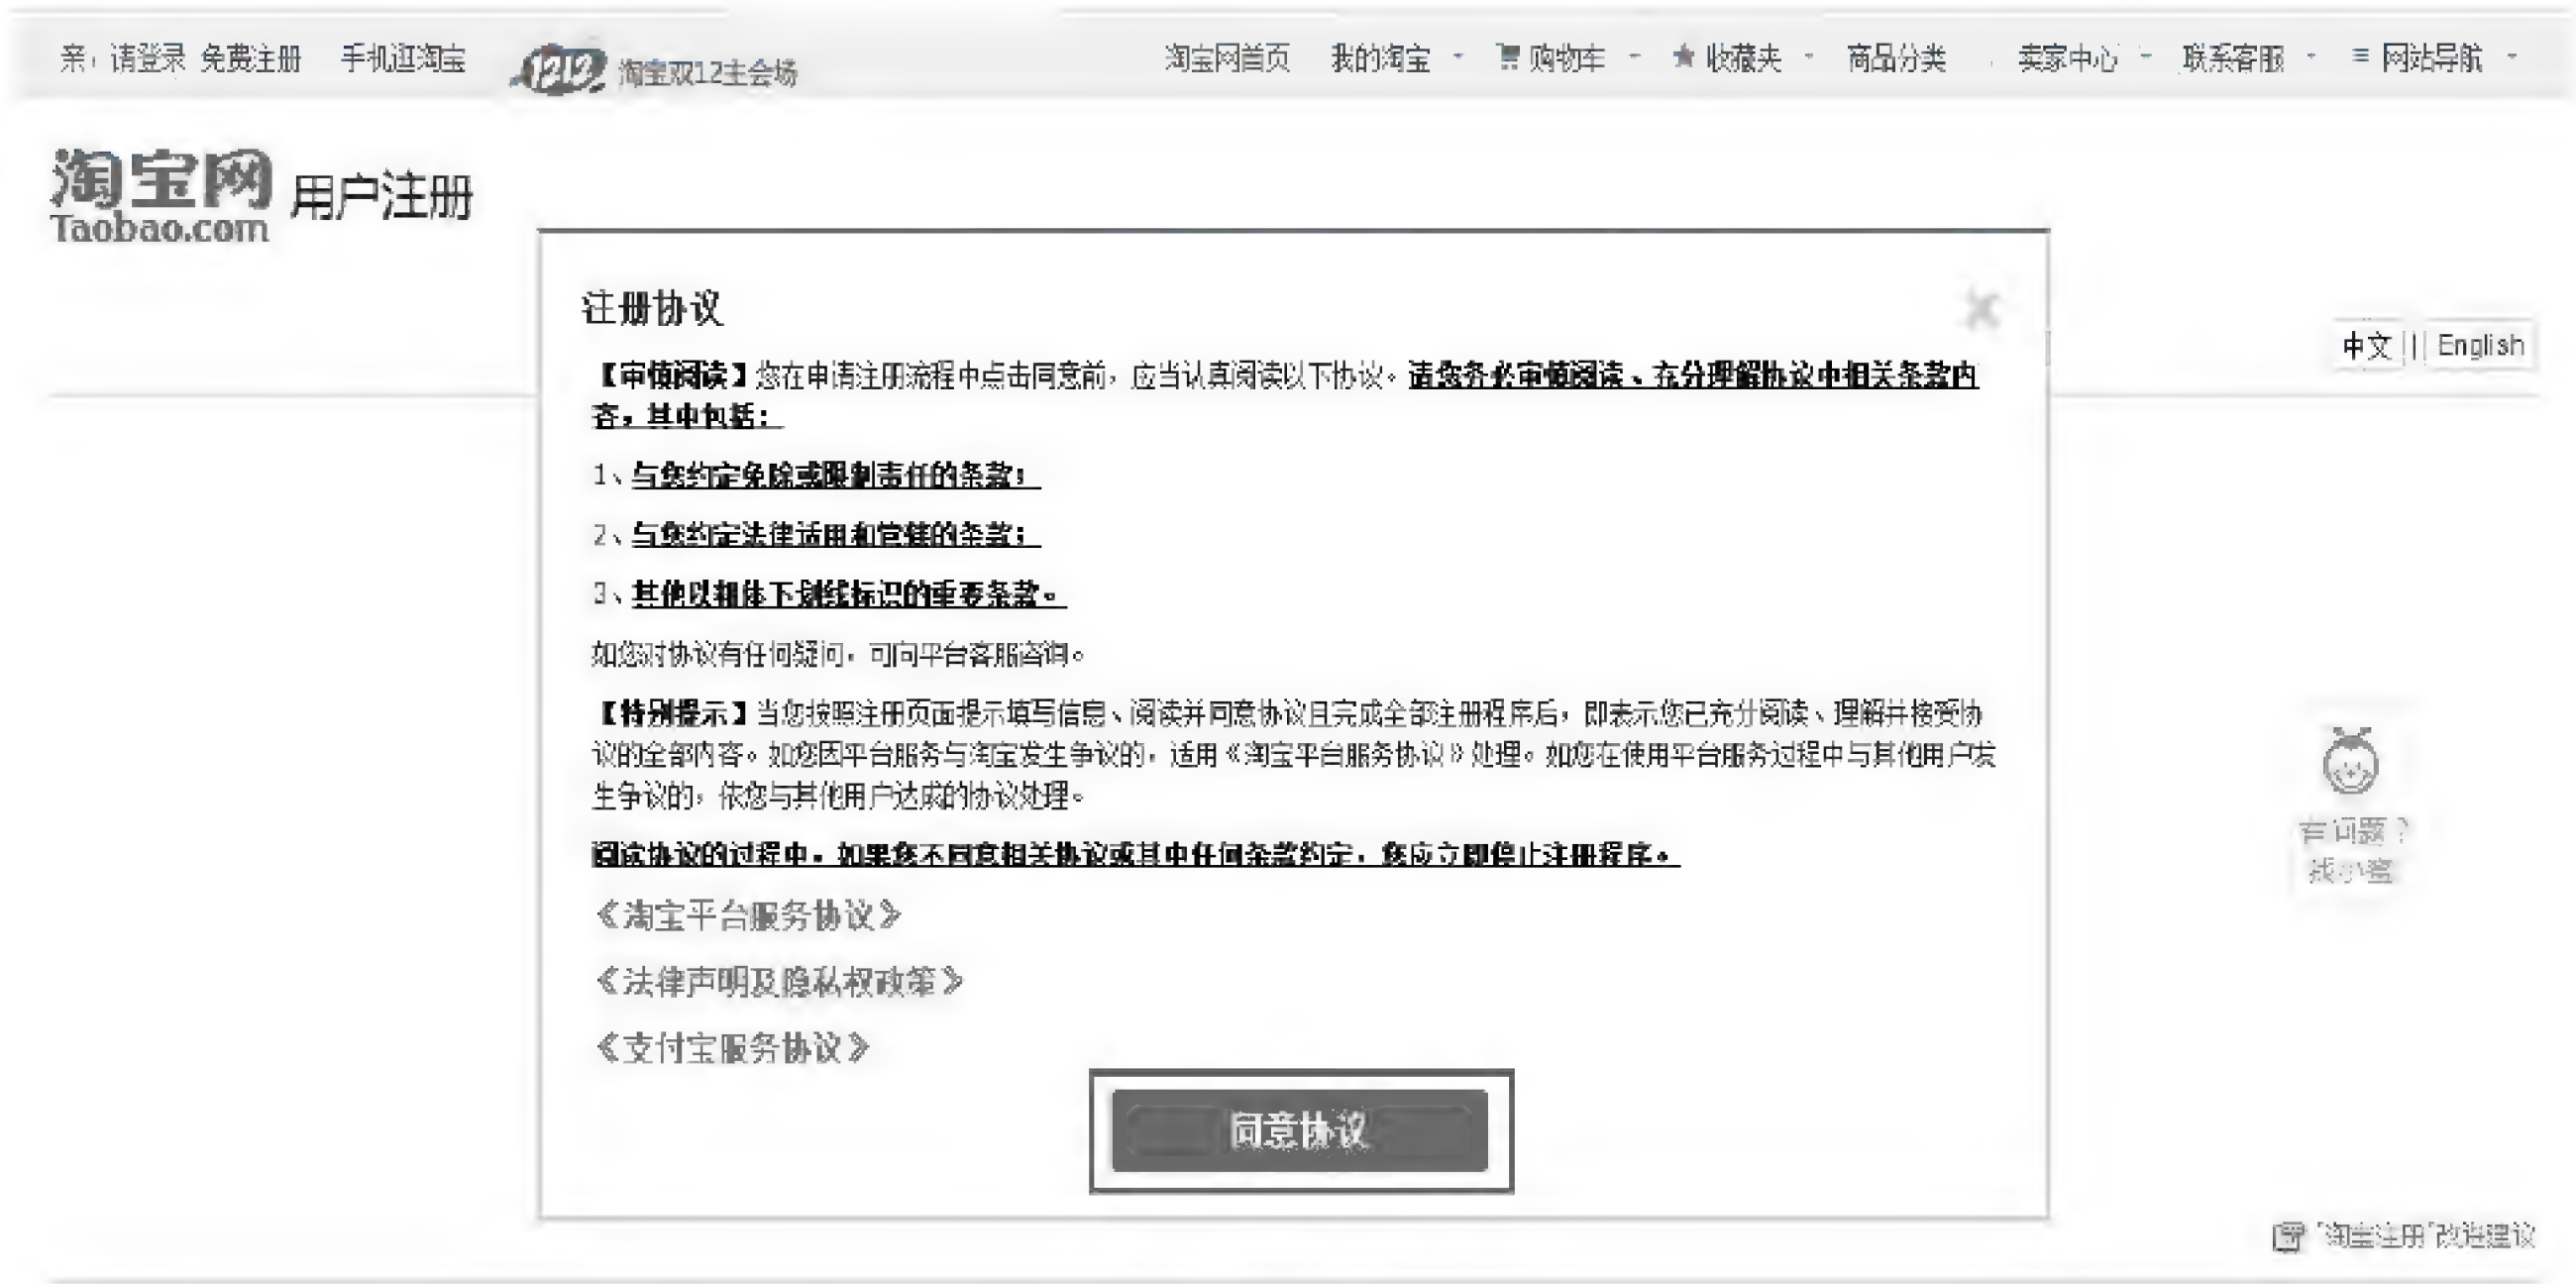 亲，请登录 免费注册 手机逛淘宝 1212 淘宝双12主会场 淘宝网首页 我的淘宝 购物车 收藏夹 商品分类 卖家中心 联系客服 网站导航
淘宝网 用户注册
Taobao.com
注册协议
中文 | English
【审慎阅读】您在申请注册流程中点击同意前，应当认真阅读以下协议。请您务必审慎阅读、充分理解协议中相关条款内
容，其中包括：
1、与您约定免除或限制责任的条款；
2、与您约定法律适用和管辖的条款；
3、其他以粗体下划线标识的重要条款。
如您对协议有任何疑问，可向平台客服咨询。
【特别提示】当您按照注册页面提示填写信息、阅读并同意协议且完成全部注册程序后，即表示您已充分阅读、理解并接受协
议的全部内容。如您因平台服务与淘宝发生争议的，适用《淘宝平台服务协议》处理。如您在使用平台服务过程中与其他用户发
生争议的，依您与其他用户达成的协议处理。
阅读协议的过程中，如果您不同意相关协议或其中任何条款约定，您应立即停止注册程序。
《淘宝平台服务协议》
《法律声明及隐私权政策》
《支付宝服务协议》
同意协议
有问题？
找小蜜
"淘宝注册"改进建议